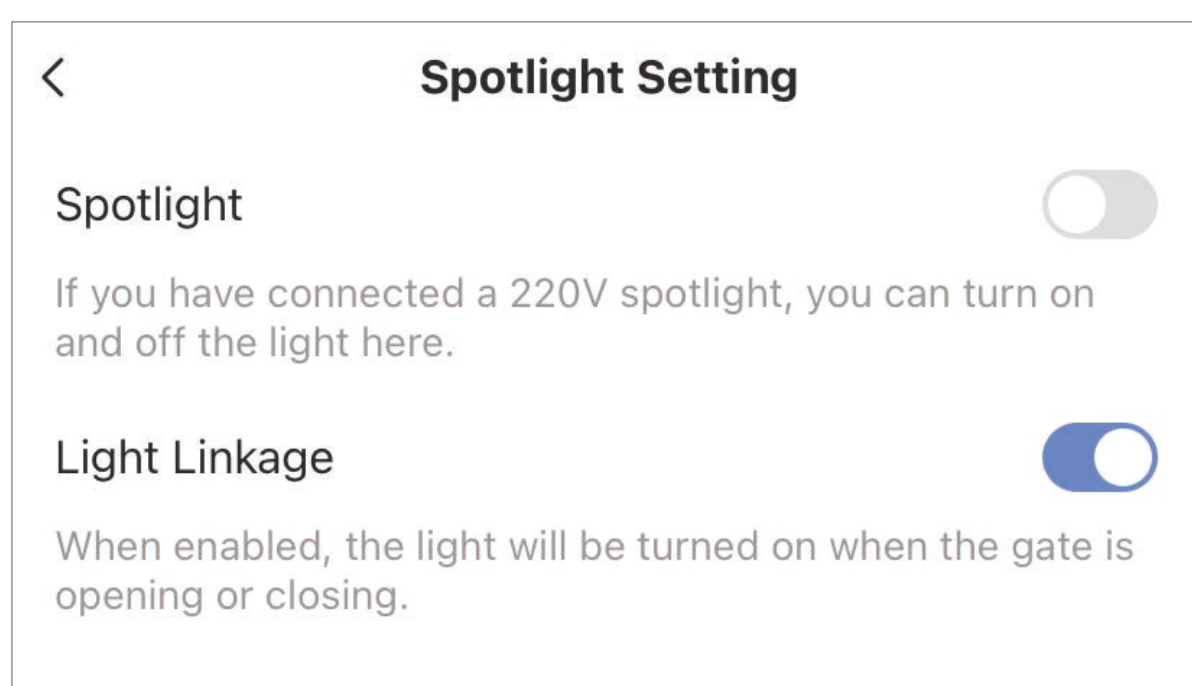 Spotlight Setting
Spotlight
If you have connected a 220V spotlight, you can turn on
and off the light here.
Light Linkage
When enabled, the light will be turned on when the gate is
opening or closing.